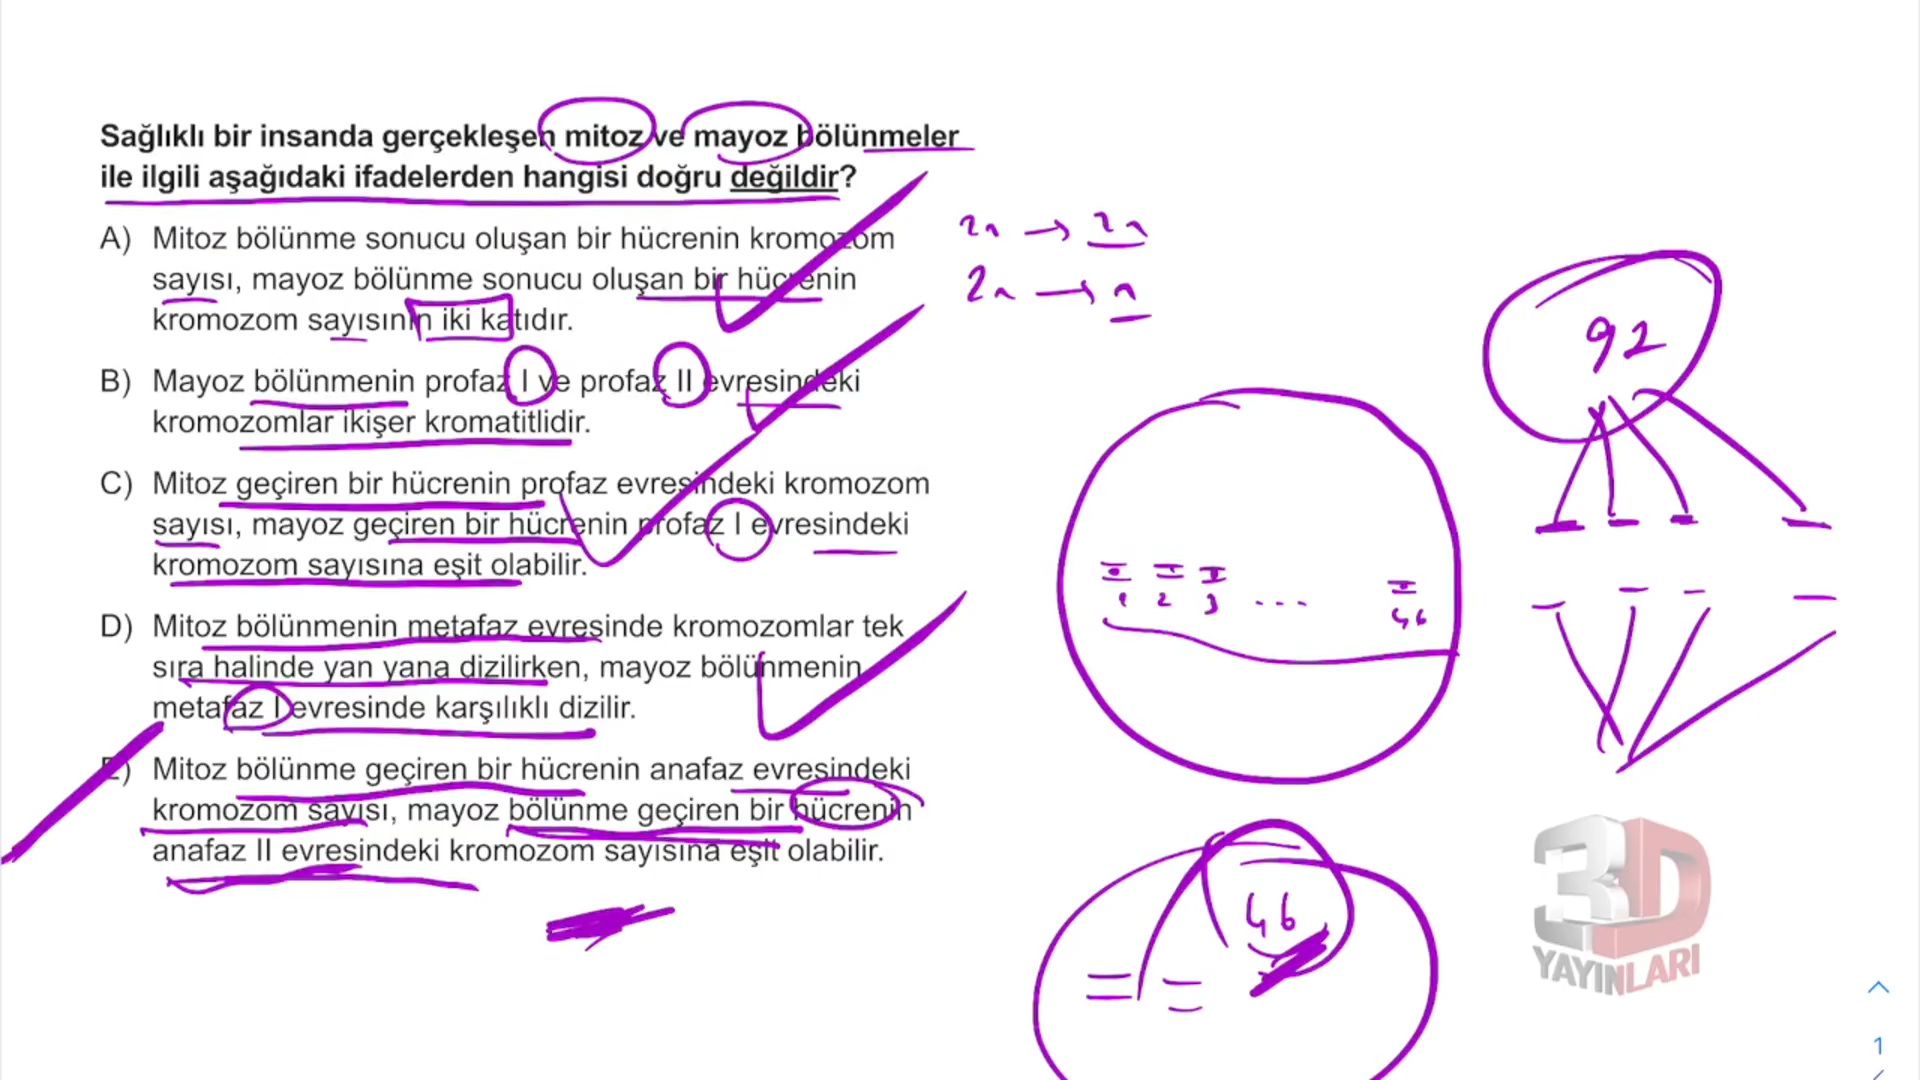 Sağlıklı bir insanda gerçekleşen mitoz ve mayoz bölünmeler
ile ilgili aşağıdaki ifadelerden hangisi doğru değildir?
A) Mitoz bölünme sonucu oluşan bir hücrenin kromozom
sayısı, mayoz bölünme sonucu oluşan bir hücrenin
kromozom sayısının iki katıdır.
B) Mayoz bölünmenin profaz I ve profaz II evresindeki
kromozomlar ikişer kromatitlidir.
C) Mitoz geçiren bir hücrenin profaz evresindeki kromozom
sayısı, mayoz geçiren bir hücrenin profaz I evresindeki
kromozom sayısına eşit olabilir.
D) Mitoz bölünmenin metafaz evresinde kromozomlar tek
sıra halinde yan yana dizilirken, mayoz bölünmenin
metafaz I evresinde karşılıklı dizilir.
E) Mitoz bölünme geçiren bir hücrenin anafaz evresindeki
kromozom sayısı, mayoz bölünme geçiren bir hücrenin
anafaz II evresindeki kromozom sayısına eşit olabilir.
2n → 2n
2n → n
92
1 2 3 ... 46
46
3D
YAYINLARI
1